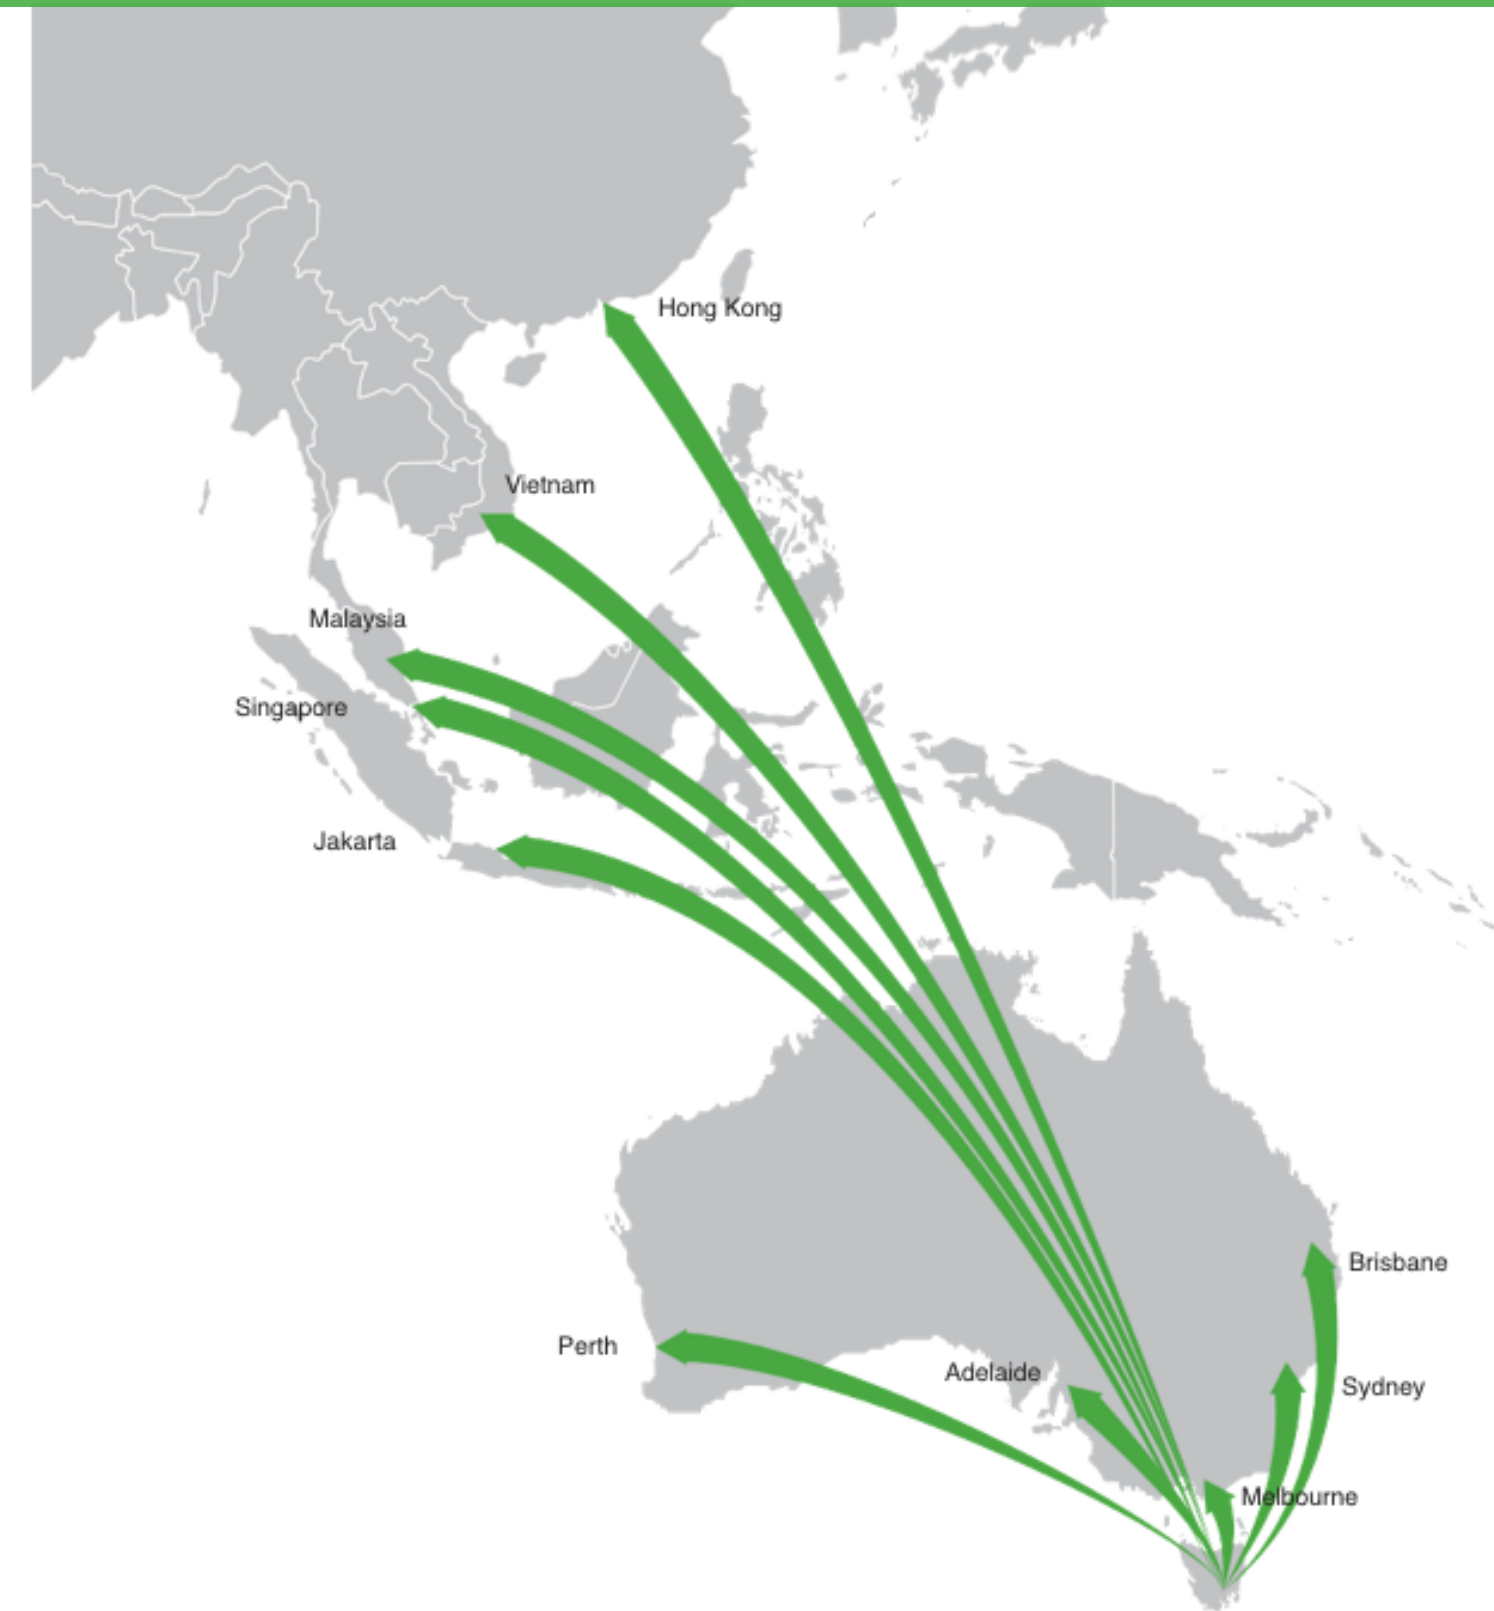 Hong Kong
Vietnam
Malaysia
Singapore
Jakarta
Brisbane
Perth
Adelaide
Sydney
Melbourne